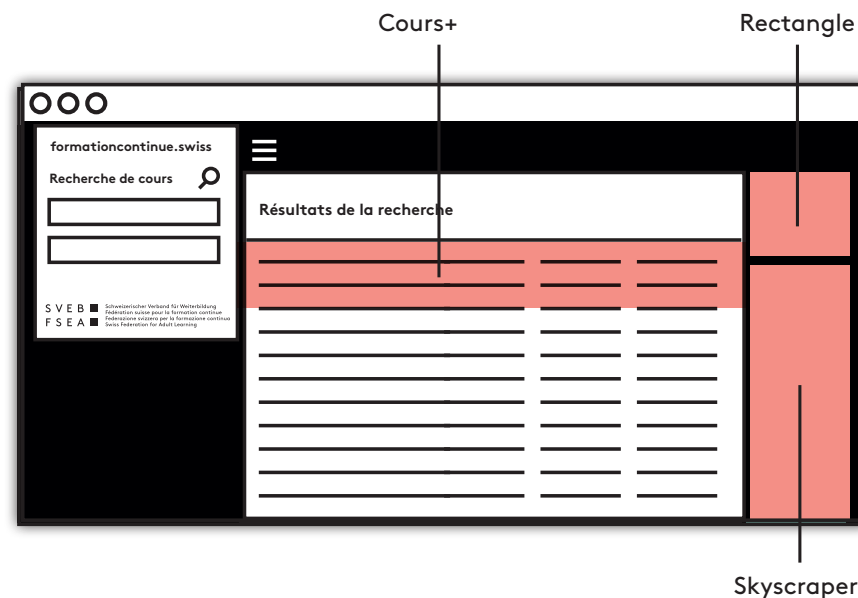 Cours+
Rectangle
formationcontinue.swiss
Recherche de cours
Résultats de la recherche
SVEB
FSEA
Schweizerischer Verband für Weiterbildung
Fédération suisse pour la formation continue
Federazione svizzera per la formazione continua
Swiss Federation for Adult Learning
Skyscraper